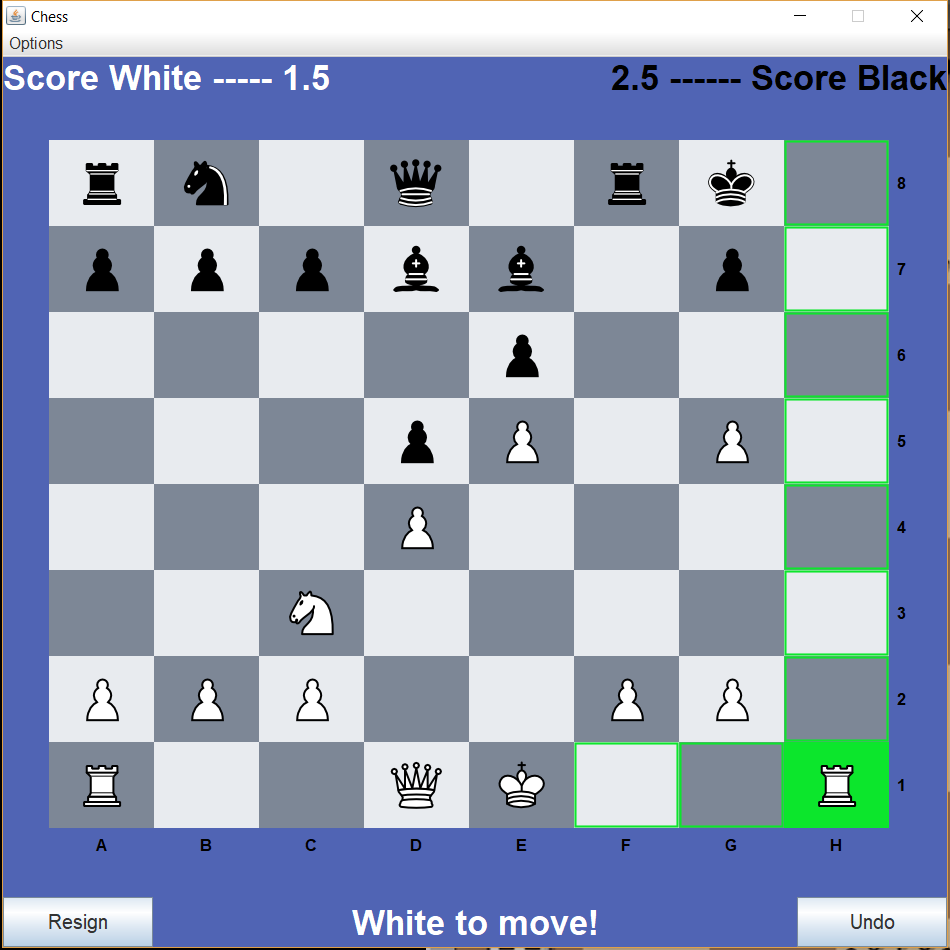 Chess
Options
Score White ----- 1.5
2.5 ------ Score Black
8
7
6
5
4
3
2
1
A B C D E F G H
Resign
White to move!
Undo